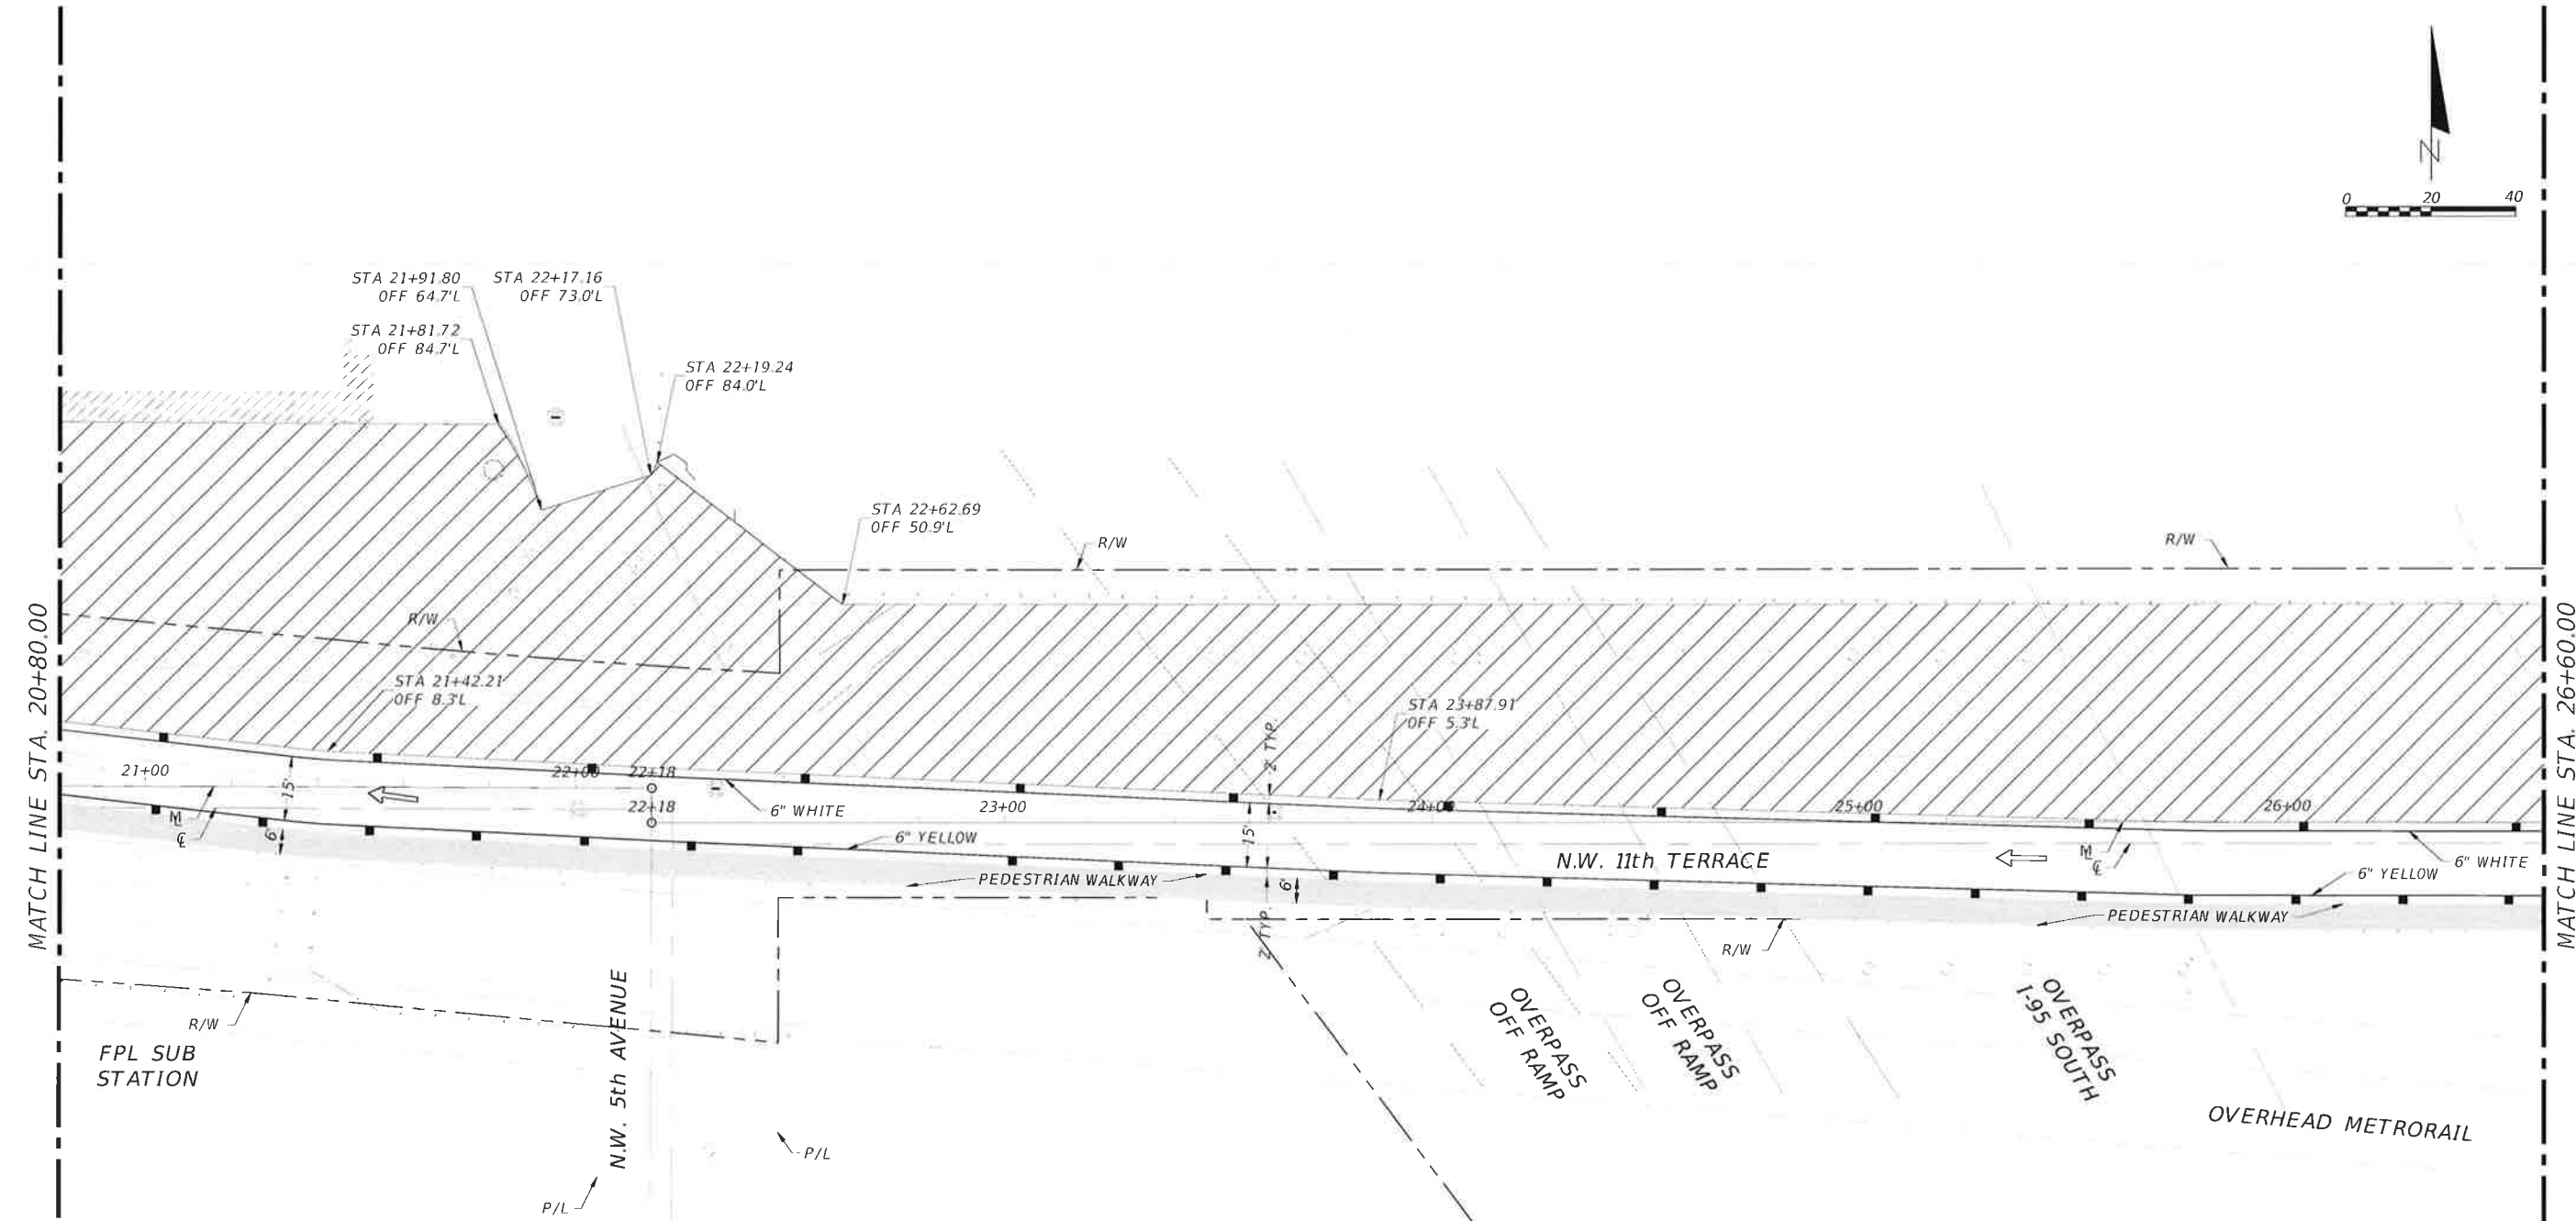 N
0 20 40
STA 21+91.80
OFF 64.7'L
STA 22+17.16
OFF 73.0'L
STA 21+81.72
OFF 84.7'L
STA 22+19.24
OFF 84.0'L
STA 22+62.69
OFF 50.9'L
R/W
R/W
R/W
STA 21+42.21
OFF 8.3'L
STA 23+87.91
OFF 5.3'L
2' TYP.
MATCH LINE STA. 20+80.00
MATCH LINE STA. 26+60.00
21+00
22+00
22+18
22+18
23+00
24+00
25+00
26+00
15'
6" WHITE
6" YELLOW
15'
N.W. 11th TERRACE
6" WHITE
6" YELLOW
M
L
C
L
M
L
C
L
6'
6'
PEDESTRIAN WALKWAY
PEDESTRIAN WALKWAY
2' TYP.
R/W
R/W
FPL SUB
STATION
N.W. 5th AVENUE
P/L
P/L
OVERPASS
OFF RAMP
OVERPASS
OFF RAMP
OVERPASS
I-95 SOUTH
OVERHEAD METRORAIL